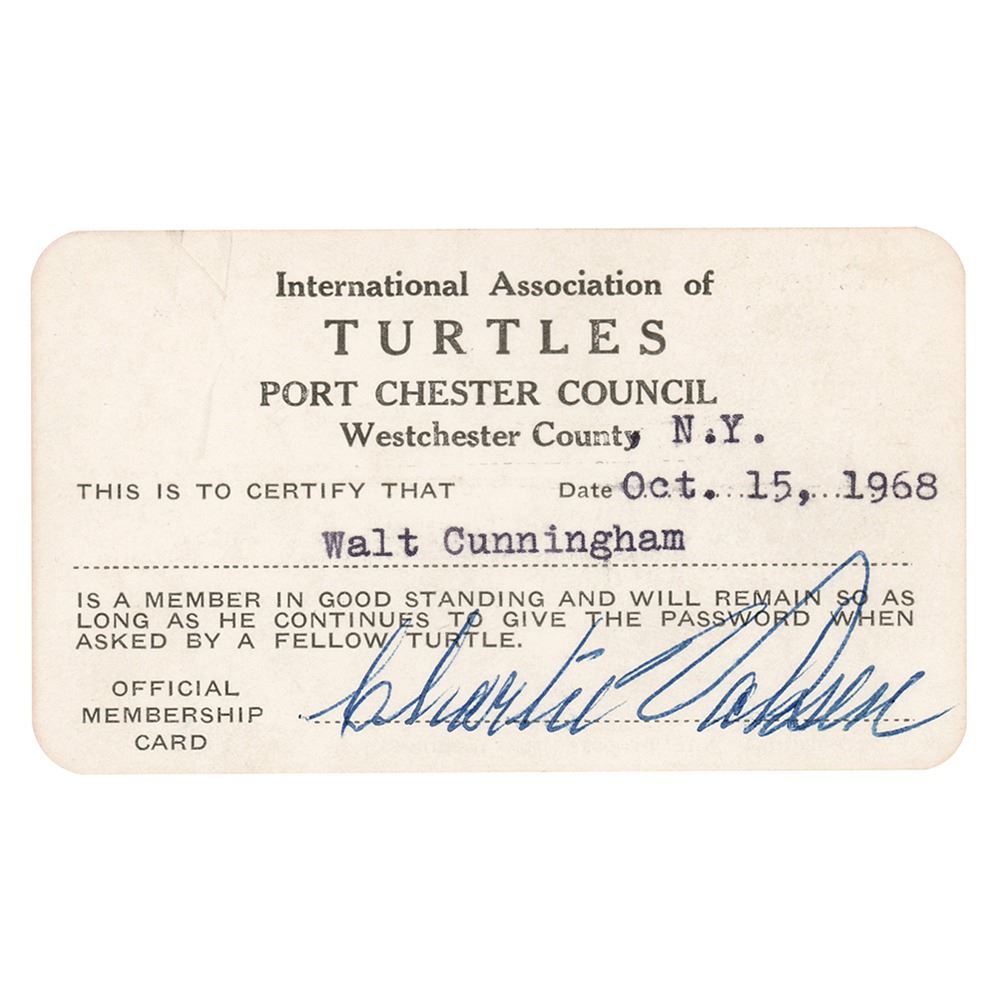 International Association of
TURTLES
PORT CHESTER COUNCIL
Westchester County, N.Y.
THIS IS TO CERTIFY THAT Date Oct. 15, 1968
Walt Cunningham
IS A MEMBER IN GOOD STANDING AND WILL REMAIN SO AS
LONG AS HE CONTINUES TO GIVE THE PASSWORD WHEN
ASKED BY A FELLOW TURTLE.
OFFICIAL
MEMBERSHIP
CARD
Charlie